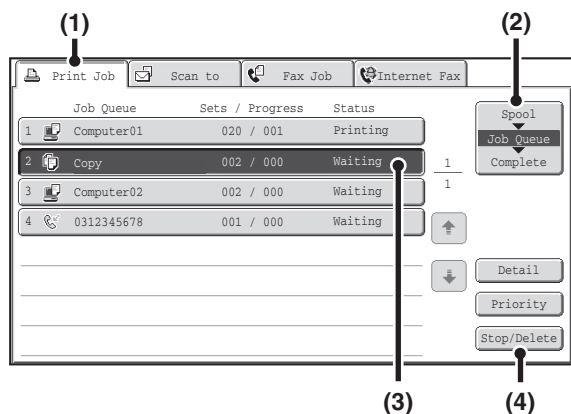 (1) (2)
Print Job Scan to Fax Job Internet Fax
Job Queue Sets / Progress Status
Spool
1 Computer01 020 / 001 Printing
Job Queue
2 Copy 002 / 000 Waiting 1
Complete
3 Computer02 002 / 000 Waiting 1
4 0312345678 001 / 000 Waiting
Detail
Priority
Stop/Delete
(3) (4)